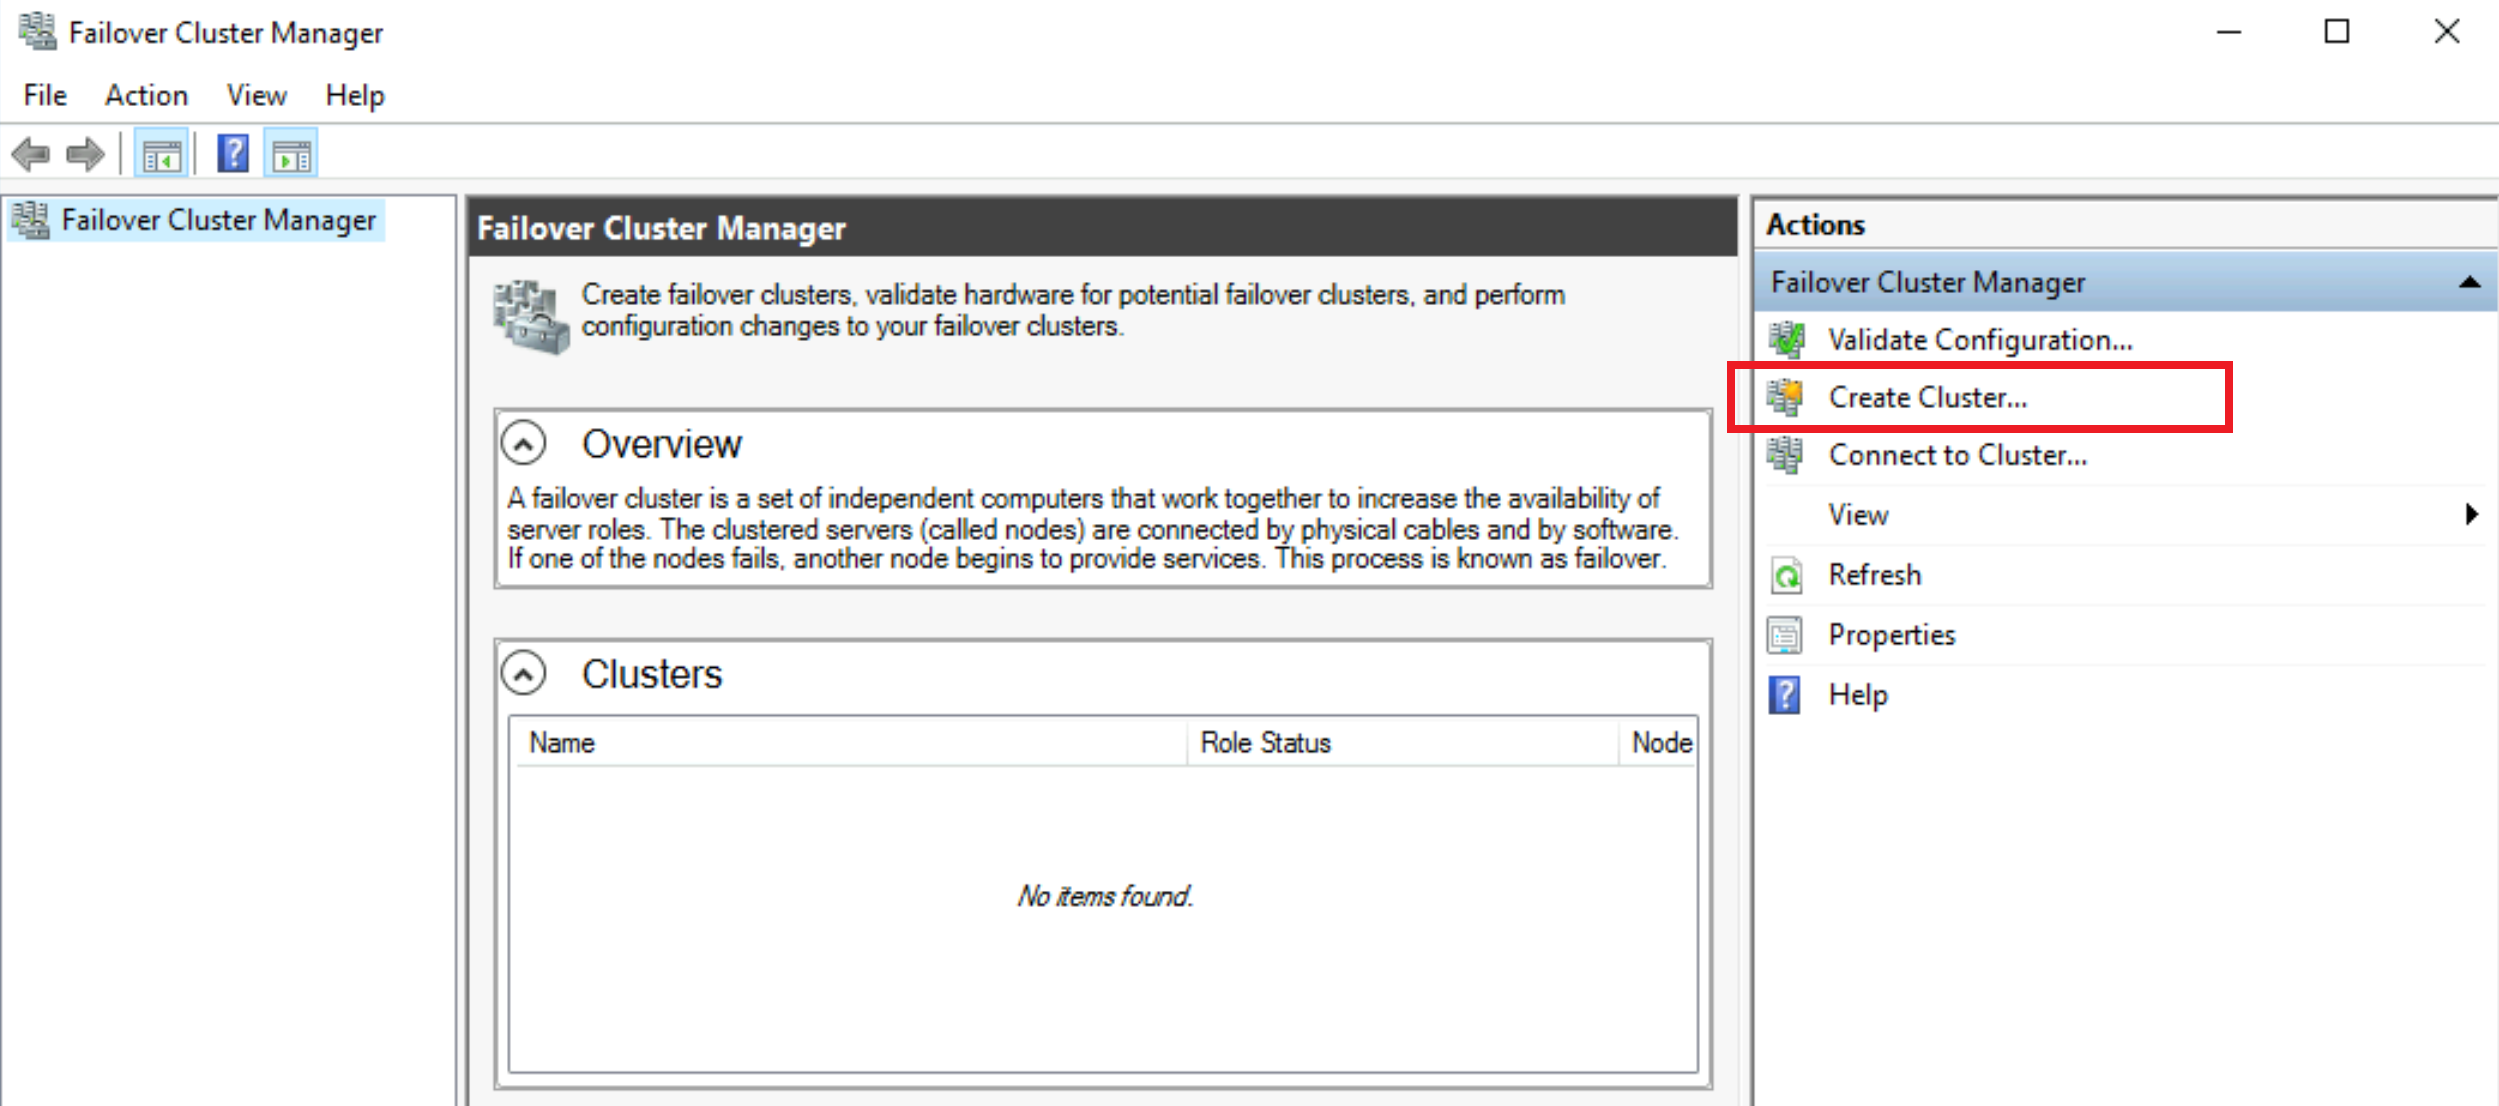 Failover Cluster Manager
File Action View Help
Failover Cluster Manager
Failover Cluster Manager
Create failover clusters, validate hardware for potential failover clusters, and perform
configuration changes to your failover clusters.
Overview
A failover cluster is a set of independent computers that work together to increase the availability of
server roles. The clustered servers (called nodes) are connected by physical cables and by software.
If one of the nodes fails, another node begins to provide services. This process is known as failover.
Clusters
Name Role Status Node
No items found.
Actions
Failover Cluster Manager
Validate Configuration...
Create Cluster...
Connect to Cluster...
View
Refresh
Properties
Help